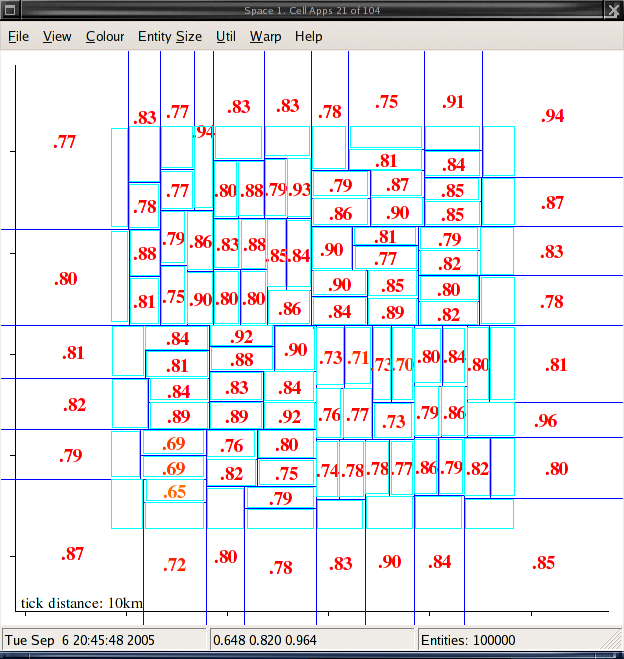 Space 1. Cell Apps 21 of 104
File View Colour Entity Size Util Warp Help
.83 .77 .83 .83 .78 .75 .91 .94
.77 .94
.81 .84
.77 .80 .88 .79 .93 .79 .87 .85 .87
.78 .86 .90 .85
.79 .86 .83 .88 .81 .79
.88 .85 .84 .90 .77 .82 .83
.80 .90 .85 .80
.81 .75 .90 .80 .80 .86 .84 .89 .82 .78
.84 .92
.81 .81 .88 .90 .73 .71 .73 .70 .80 .84 .80 .81
.82 .84 .83 .84
.89 .89 .92 .76 .77 .73 .79 .86 .96
.79 .69 .76 .80
.69 .82 .75 .74 .78 .78 .77 .86 .79 .82 .80
.65 .79
.87 .72 .80 .78 .83 .90 .84 .85
tick distance: 10km
Tue Sep 6 20:45:48 2005 0.648 0.820 0.964 Entities: 100000